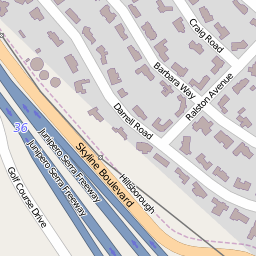 Craig Road
Barbara Way
Ralston Avenue
Darrell Road
36
Junipero Serra Freeway
Junipero Serra Freeway
Skyline Boulevard
Hillsborough
Golf Course Drive